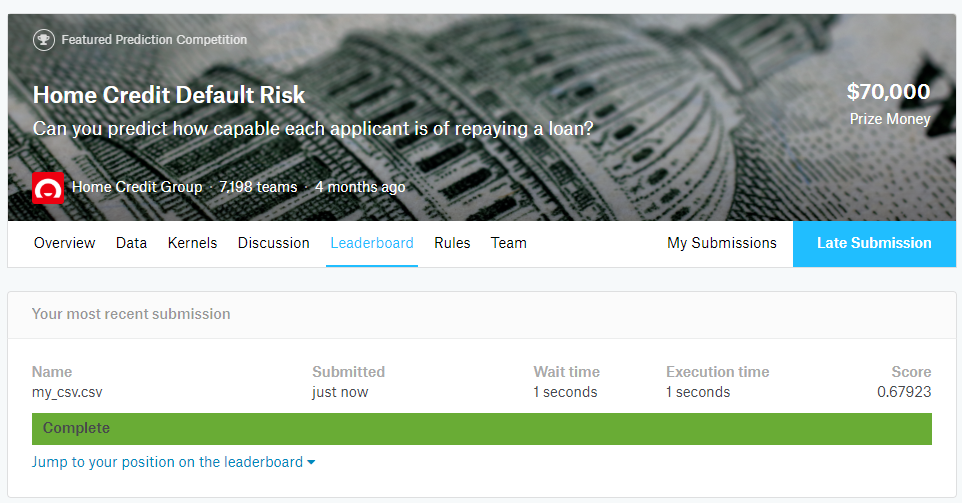 Featured Prediction Competition
Home Credit Default Risk
$70,000
Can you predict how capable each applicant is of repaying a loan?
Prize Money
Home Credit Group · 7,198 teams · 4 months ago
Overview Data Kernels Discussion Leaderboard Rules Team My Submissions Late Submission
Your most recent submission
Name Submitted Wait time Execution time Score
my_csv.csv just now 1 seconds 1 seconds 0.67923
Complete
Jump to your position on the leaderboard